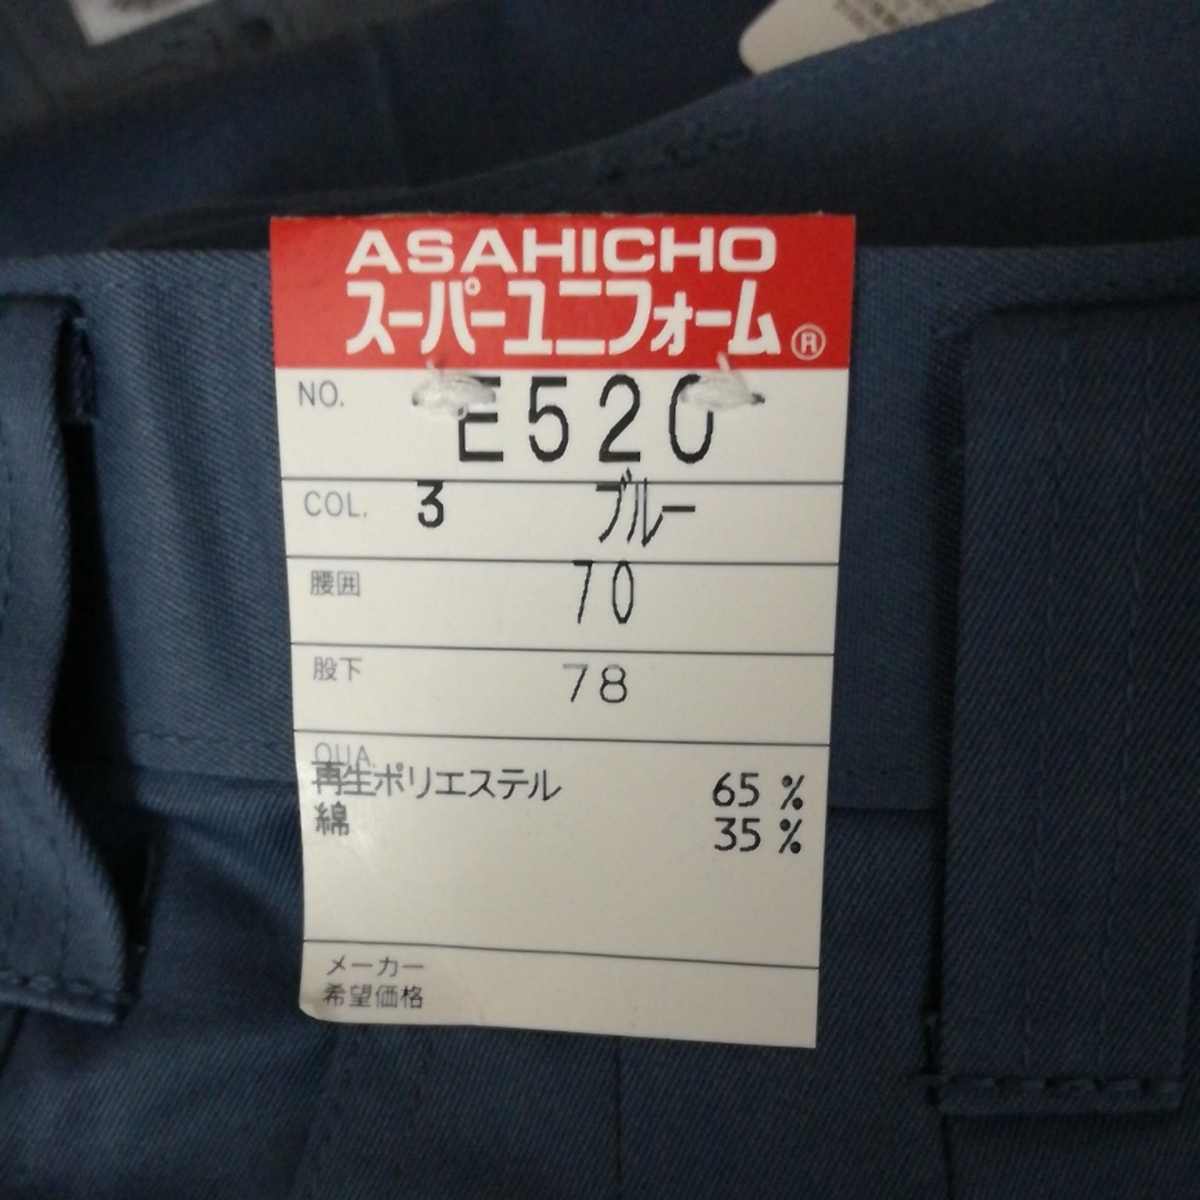 ASAHICHO
スーパーユニフォーム®
NO. E520
COL. 3 ブルー
腰囲 70
股下 78
QUA.
再生ポリエステル 65 %
綿 35 %
メーカー
希望価格